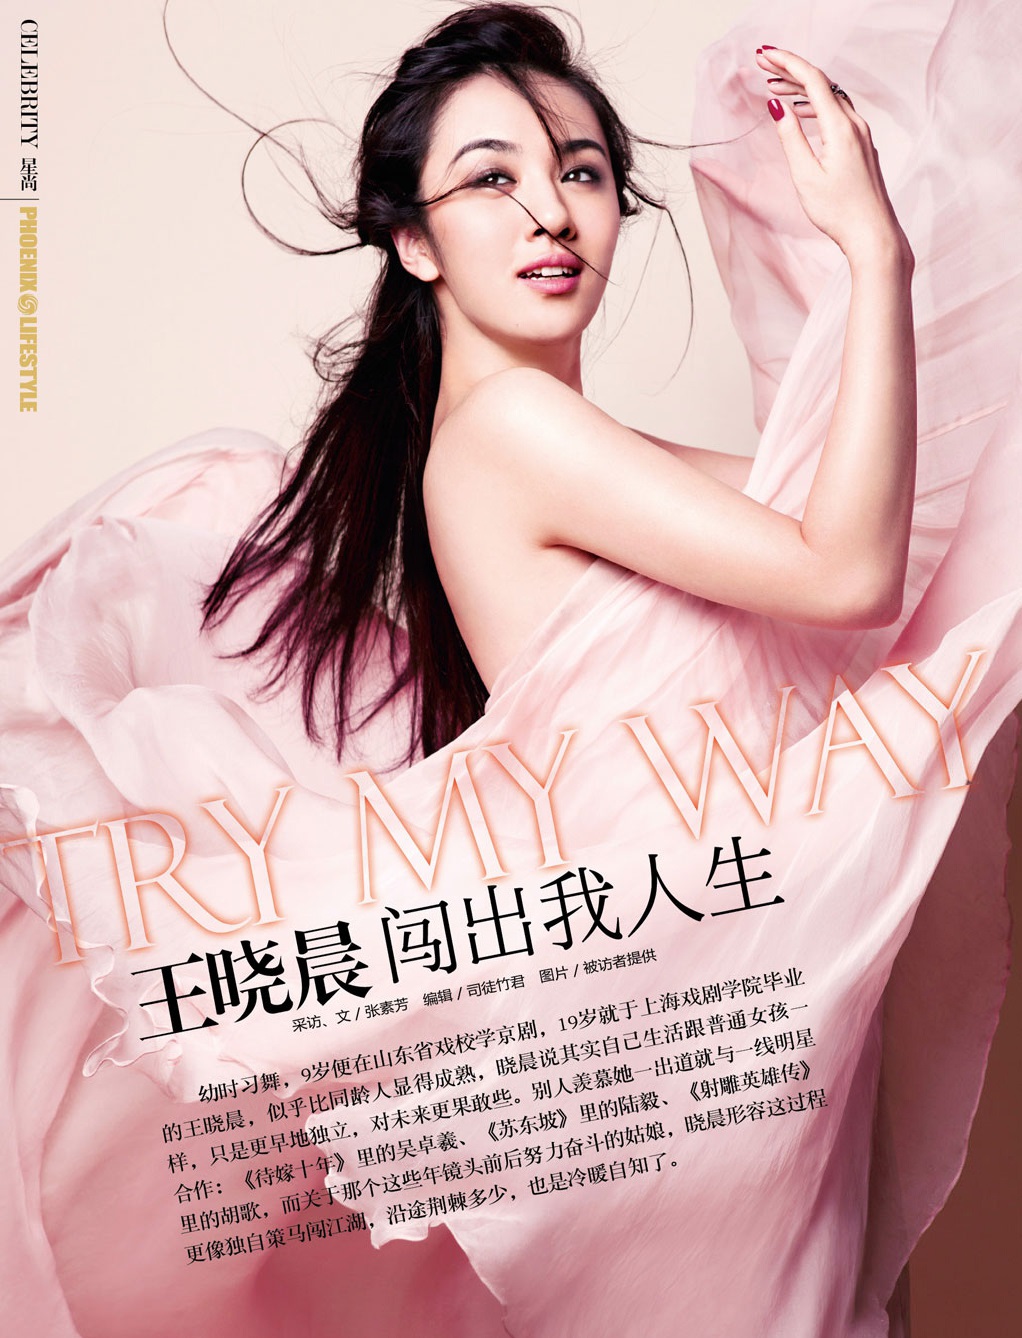 CELEBRITY 星尚
PHOENIX LIFESTYLE
TRY MY WAY
王晓晨 闯出我人生
采访、文 / 张素芳 编辑 / 司徒竹君 图片 / 被访者提供
幼时习舞，9岁便在山东省戏校学京剧，19岁就于上海戏剧学院毕业
的王晓晨，似乎比同龄人显得成熟，晓晨说其实自己生活跟普通女孩一
样，只是更早地独立，对未来更果敢些。别人羡慕她一出道就与一线明星
合作：《待嫁十年》里的吴卓羲、《苏东坡》里的陆毅、《射雕英雄传》
里的胡歌，而关于那个这些年镜头前后努力奋斗的姑娘，晓晨形容这过程
更像独自策马闯江湖，沿途荆棘多少，也是冷暖自知了。